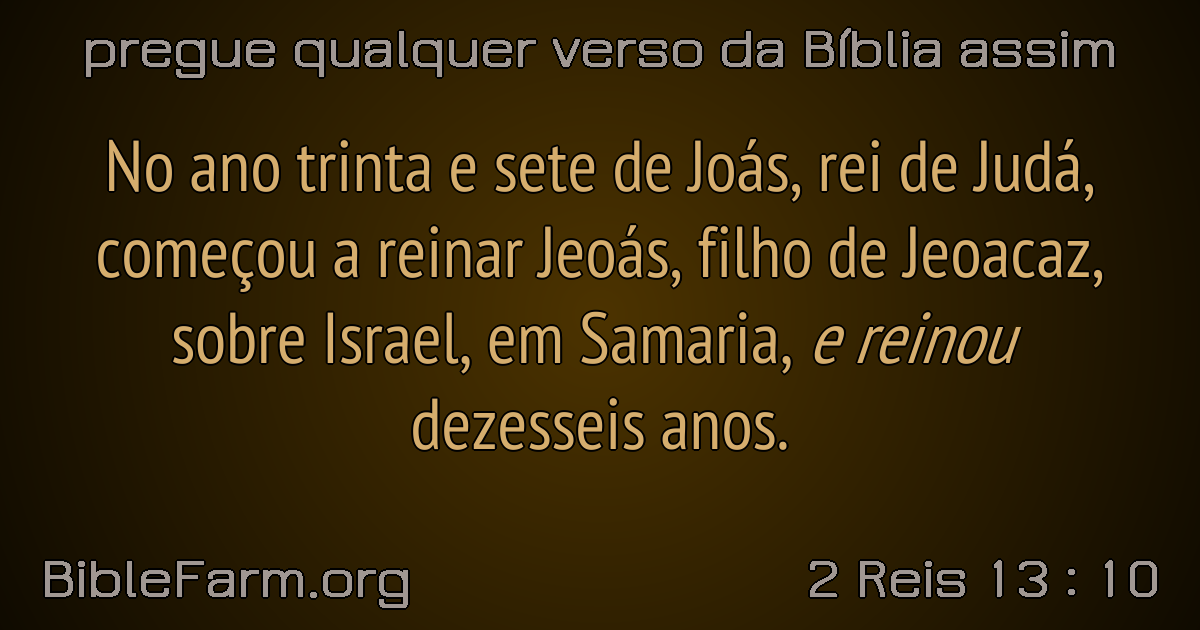 pregue qualquer verso da Bíblia assim
No ano trinta e sete de Joás, rei de Judá,
começou a reinar Jeoás, filho de Jeoacaz,
sobre Israel, em Samaria, e reinou
dezesseis anos.
BibleFarm.org
2 Reis 13 : 10